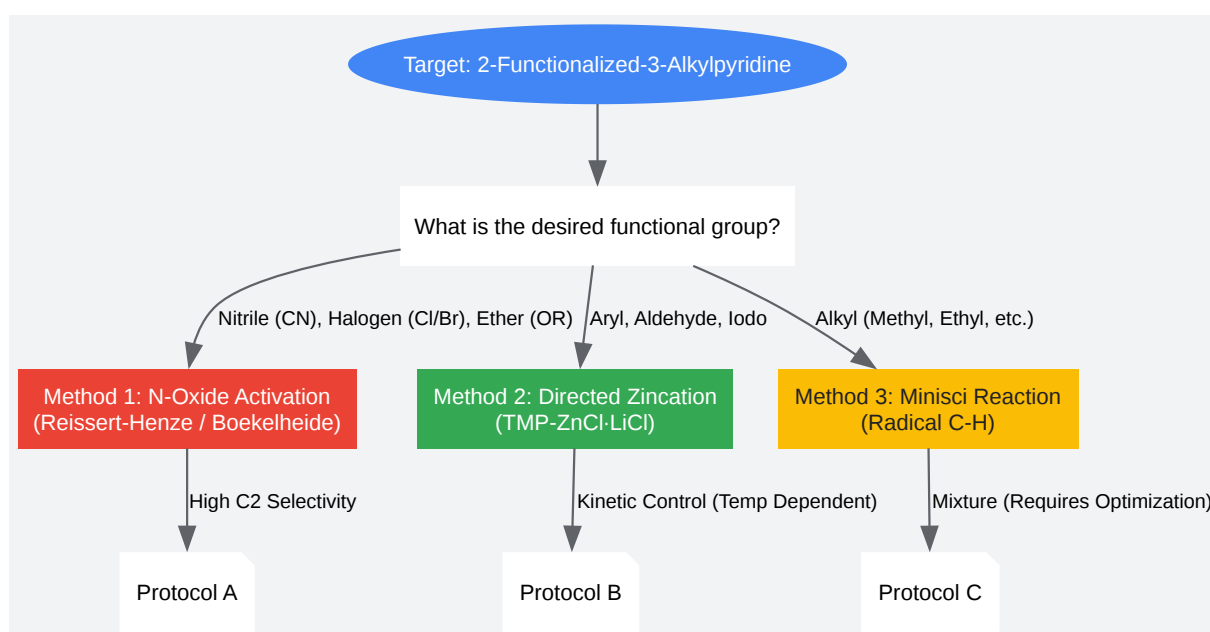 Target: 2-Functionalized-3-Alkylpyridine
What is the desired functional group?
Nitrile (CN), Halogen (Cl/Br), Ether (OR)
Aryl, Aldehyde, Iodo
Alkyl (Methyl, Ethyl, etc.)
Method 1: N-Oxide Activation
(Reissert-Henze / Boekelheide)
Method 2: Directed Zincation
(TMP-ZnCl·LiCl)
Method 3: Minisci Reaction
(Radical C-H)
High C2 Selectivity
Kinetic Control (Temp Dependent)
Mixture (Requires Optimization)
Protocol A
Protocol B
Protocol C